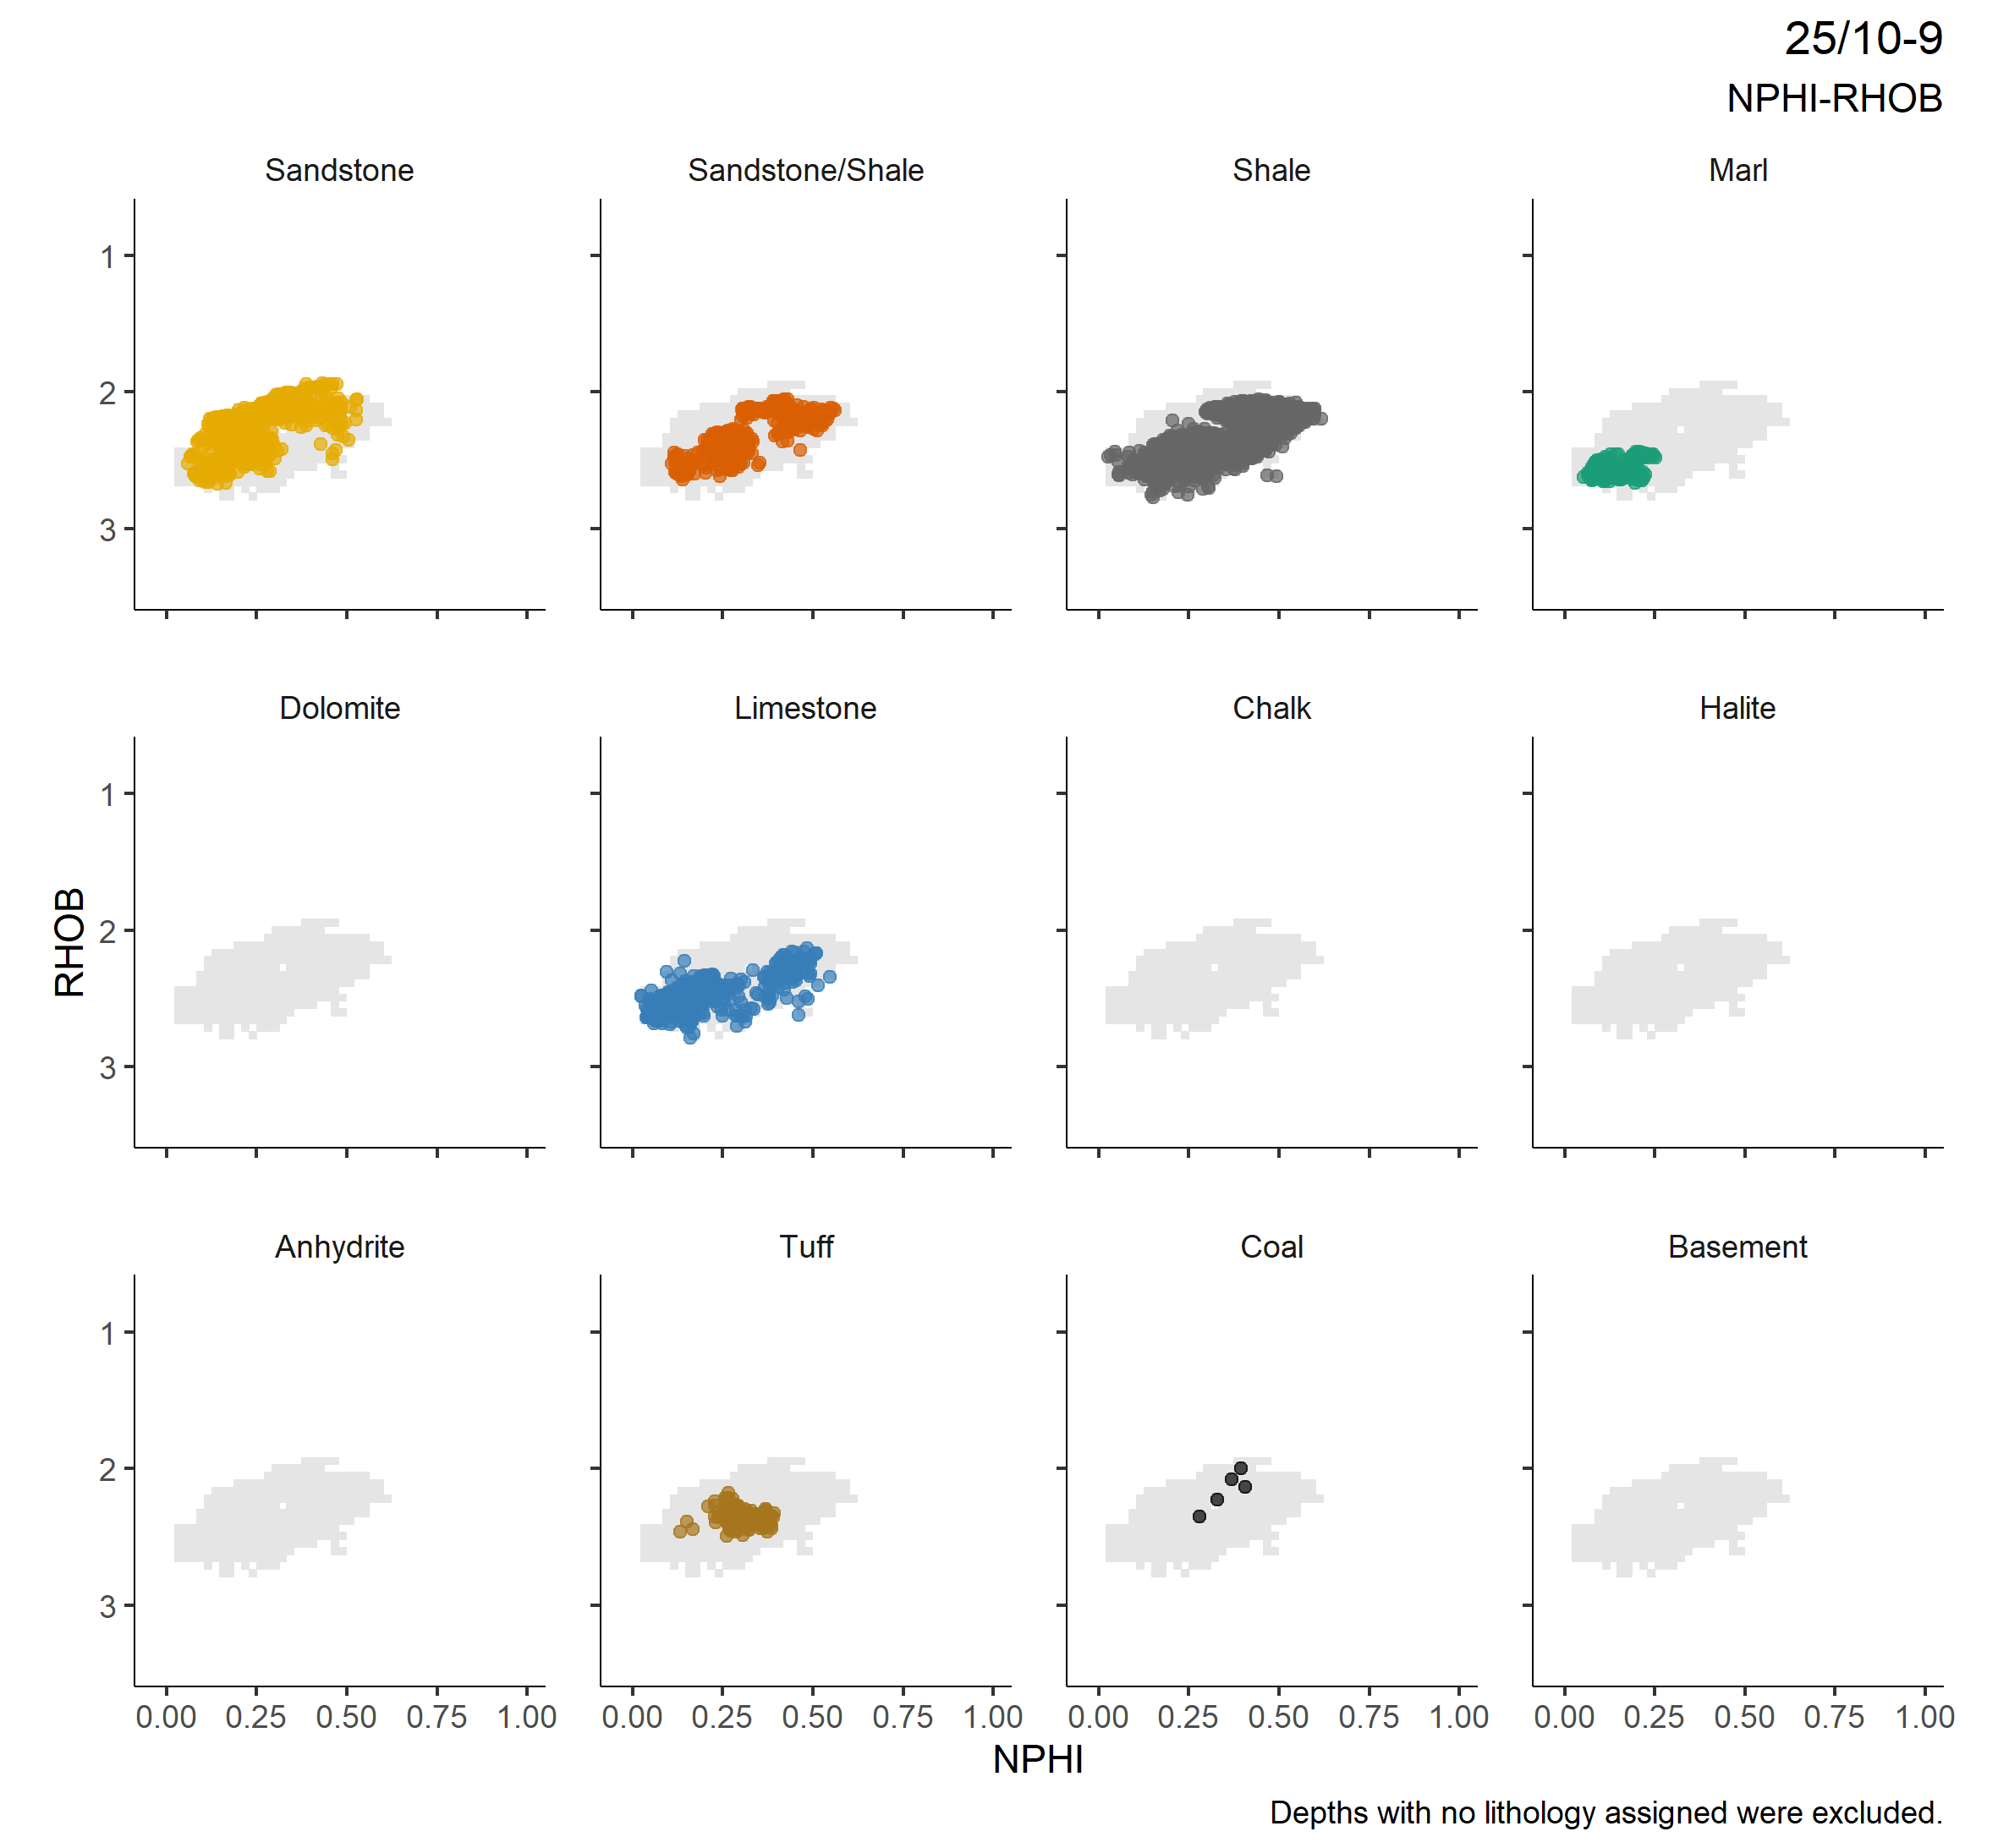 25/10-9
NPHI-RHOB
Sandstone Sandstone/Shale Shale Marl
1
2
3
Dolomite Limestone Chalk Halite
1
2
3
RHOB
Anhydrite Tuff Coal Basement
1
2
3
0.00 0.25 0.50 0.75 1.00 0.00 0.25 0.50 0.75 1.00 0.00 0.25 0.50 0.75 1.00 0.00 0.25 0.50 0.75 1.00
NPHI
Depths with no lithology assigned were excluded.